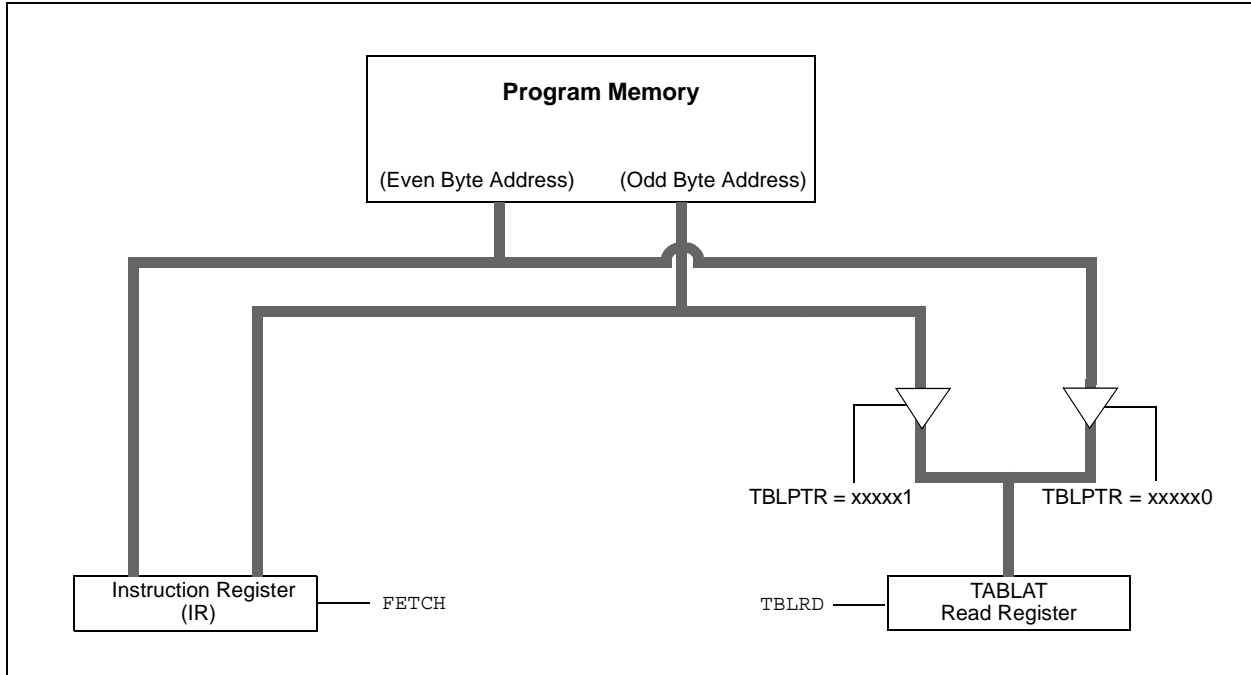 Program Memory
(Even Byte Address)
(Odd Byte Address)
TBLPTR = xxxxx1
TBLPTR = xxxxx0
Instruction Register
(IR)
FETCH
TBLRD
TABLAT
Read Register